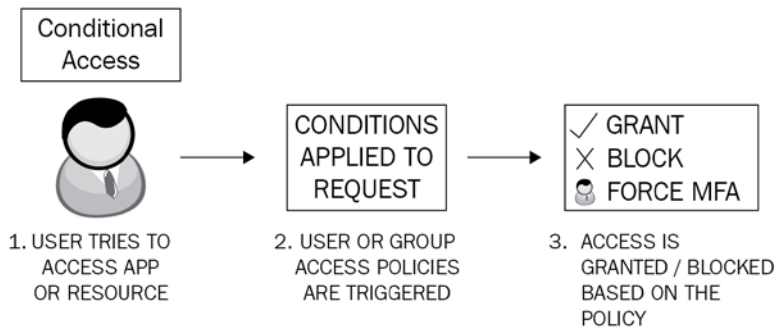 Conditional
Access
CONDITIONS
APPLIED TO
REQUEST
GRANT
BLOCK
FORCE MFA
1. USER TRIES TO
ACCESS APP
OR RESOURCE
2. USER OR GROUP
ACCESS POLICIES
ARE TRIGGERED
3. ACCESS IS
GRANTED / BLOCKED
BASED ON THE
POLICY